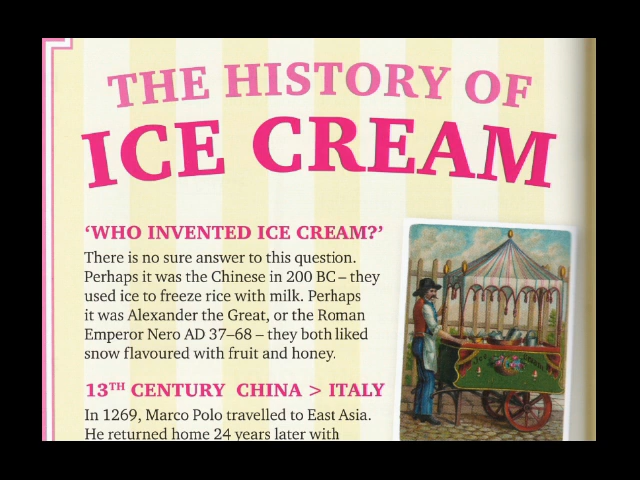 THE HISTORY OF
ICE CREAM
‘WHO INVENTED ICE CREAM?’
There is no sure answer to this question.
Perhaps it was the Chinese in 200 BC – they
used ice to freeze rice with milk. Perhaps
it was Alexander the Great, or the Roman
Emperor Nero AD 37–68 – they both liked
snow flavoured with fruit and honey.
13TH CENTURY CHINA > ITALY
In 1269, Marco Polo travelled to East Asia.
He returned home 24 years later with